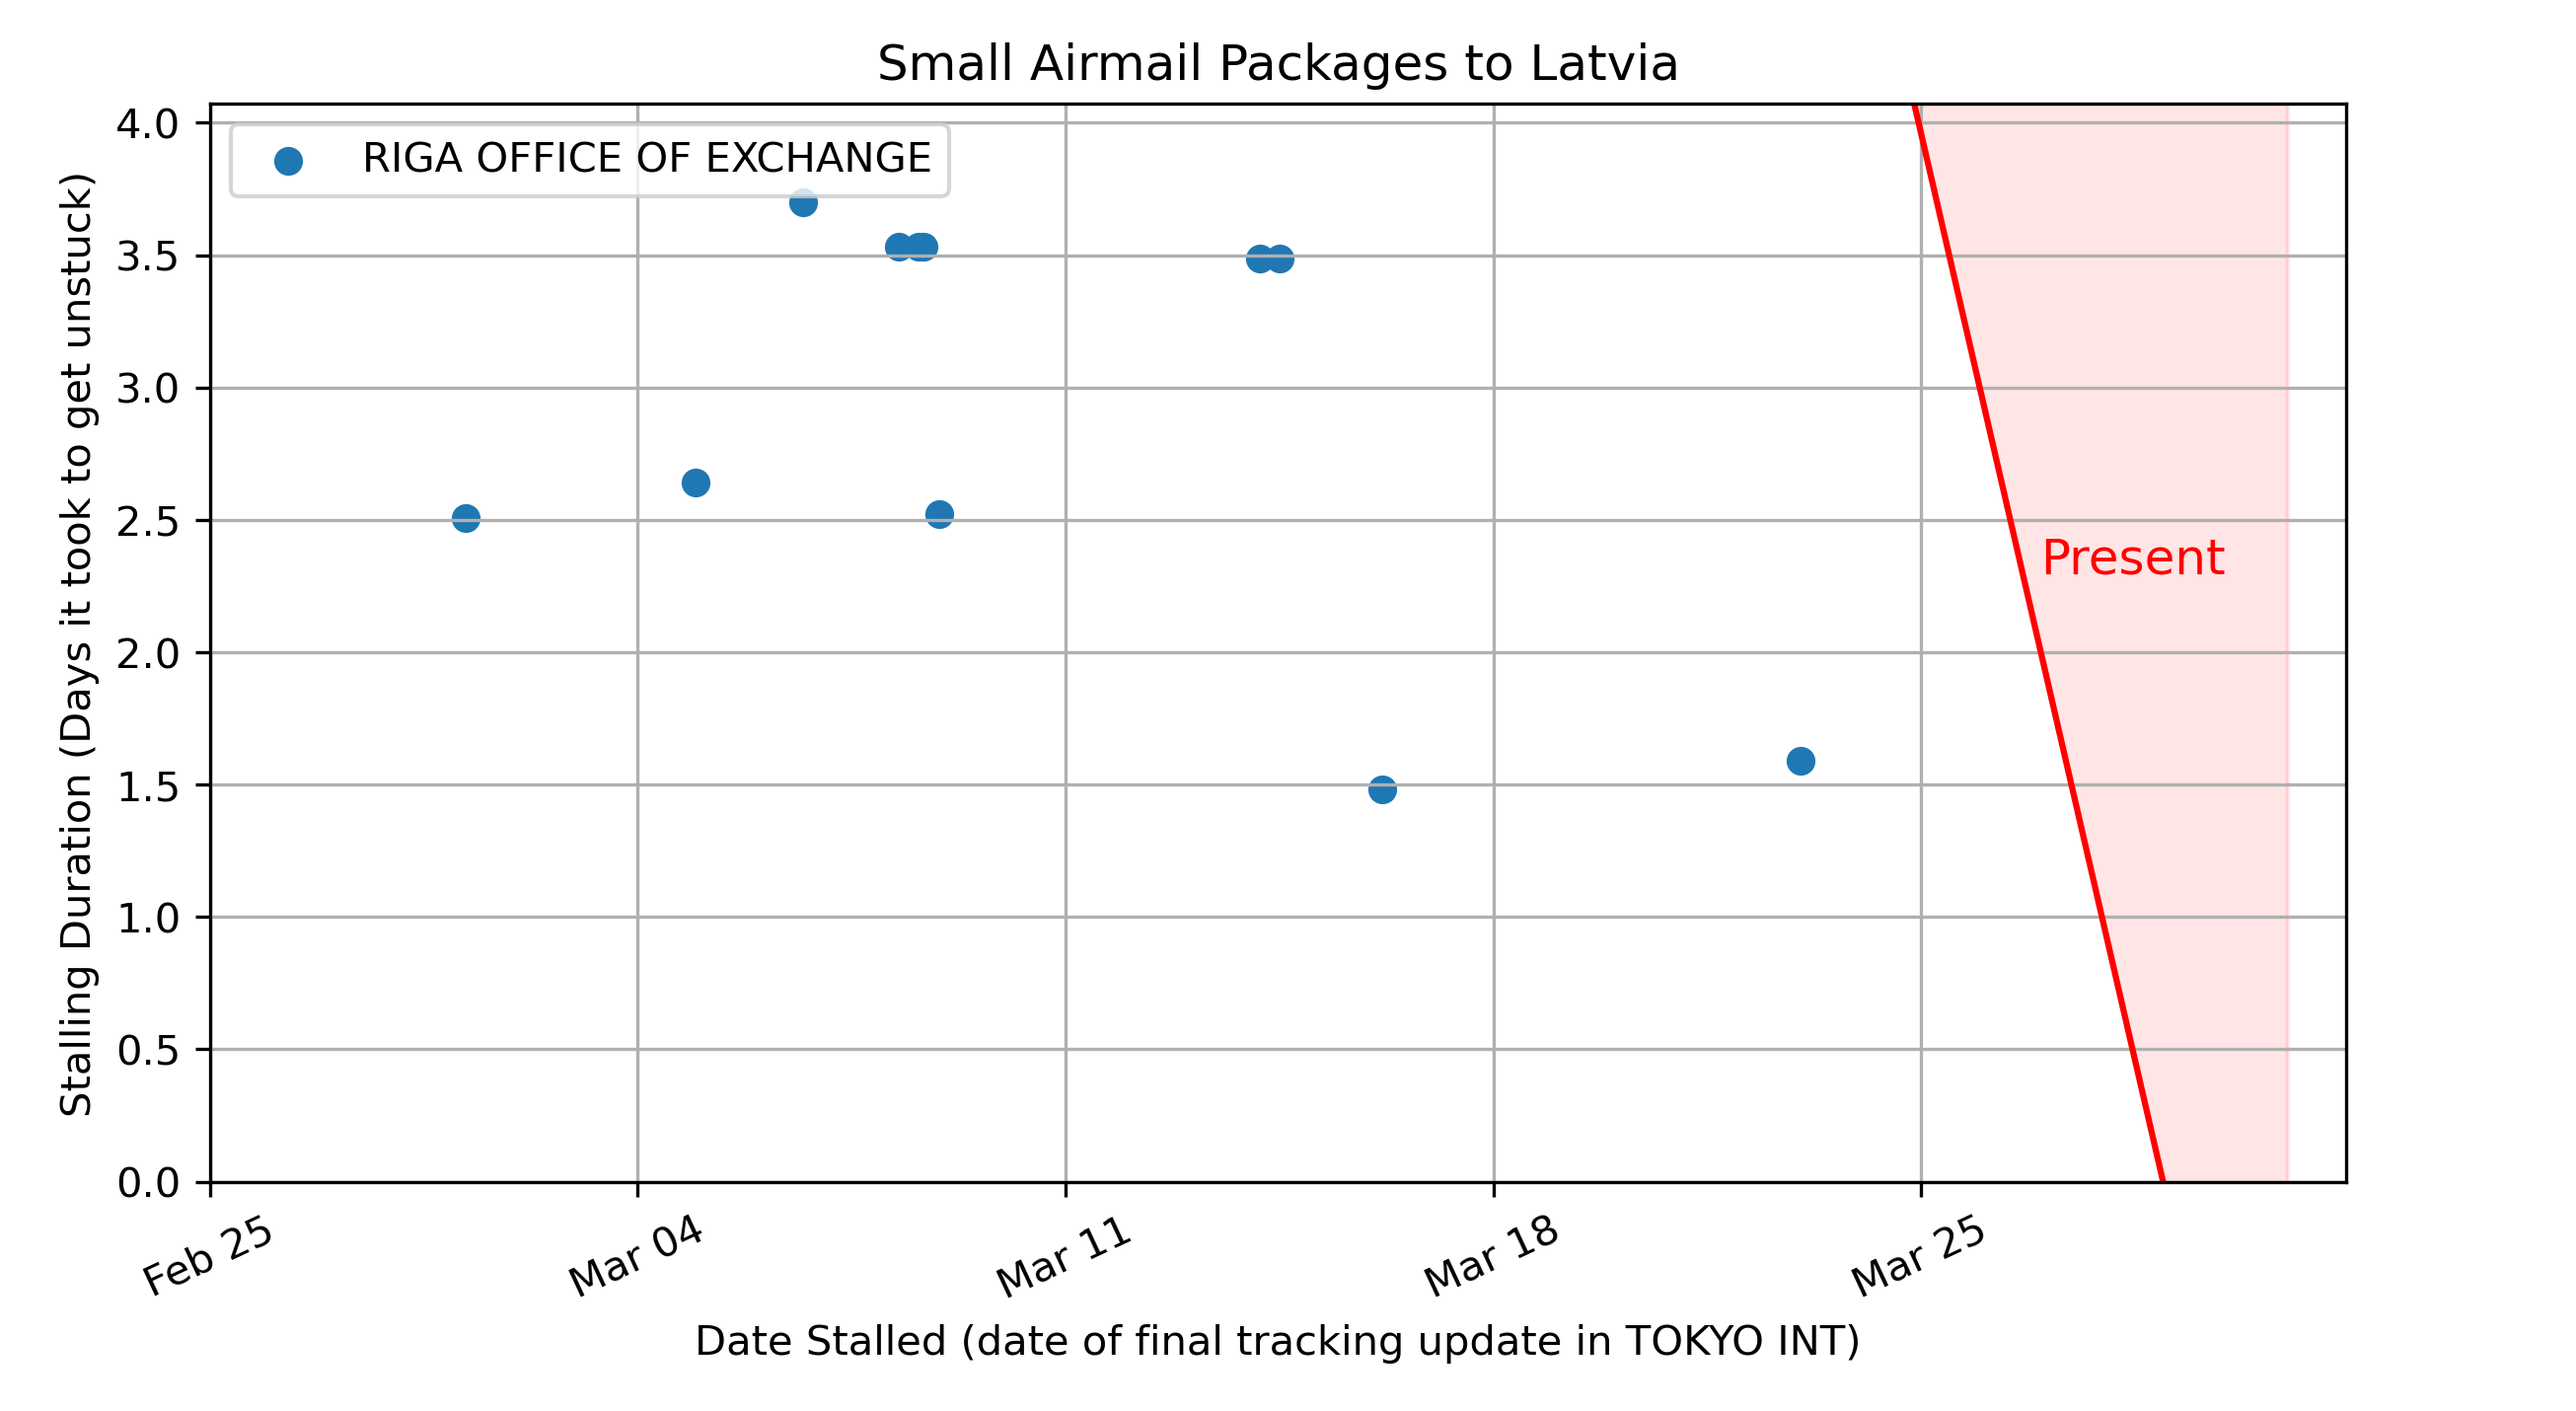 Small Airmail Packages to Latvia
RIGA OFFICE OF EXCHANGE
Stalling Duration (Days it took to get unstuck)
4.0
3.5
3.0
2.5
2.0
1.5
1.0
0.5
0.0
Present
Feb 25
Mar 04
Mar 11
Mar 18
Mar 25
Date Stalled (date of final tracking update in TOKYO INT)